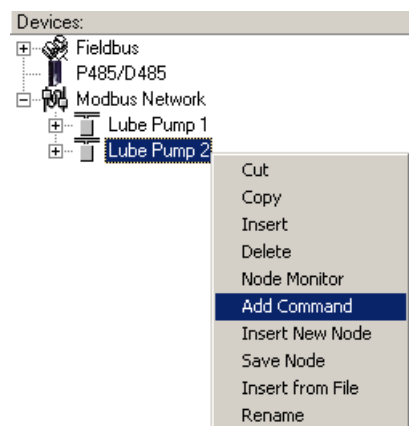 Devices:
Fieldbus
P485/D485
Modbus Network
Lube Pump 1
Lube Pump 2
Cut
Copy
Insert
Delete
Node Monitor
Add Command
Insert New Node
Save Node
Insert from File
Rename